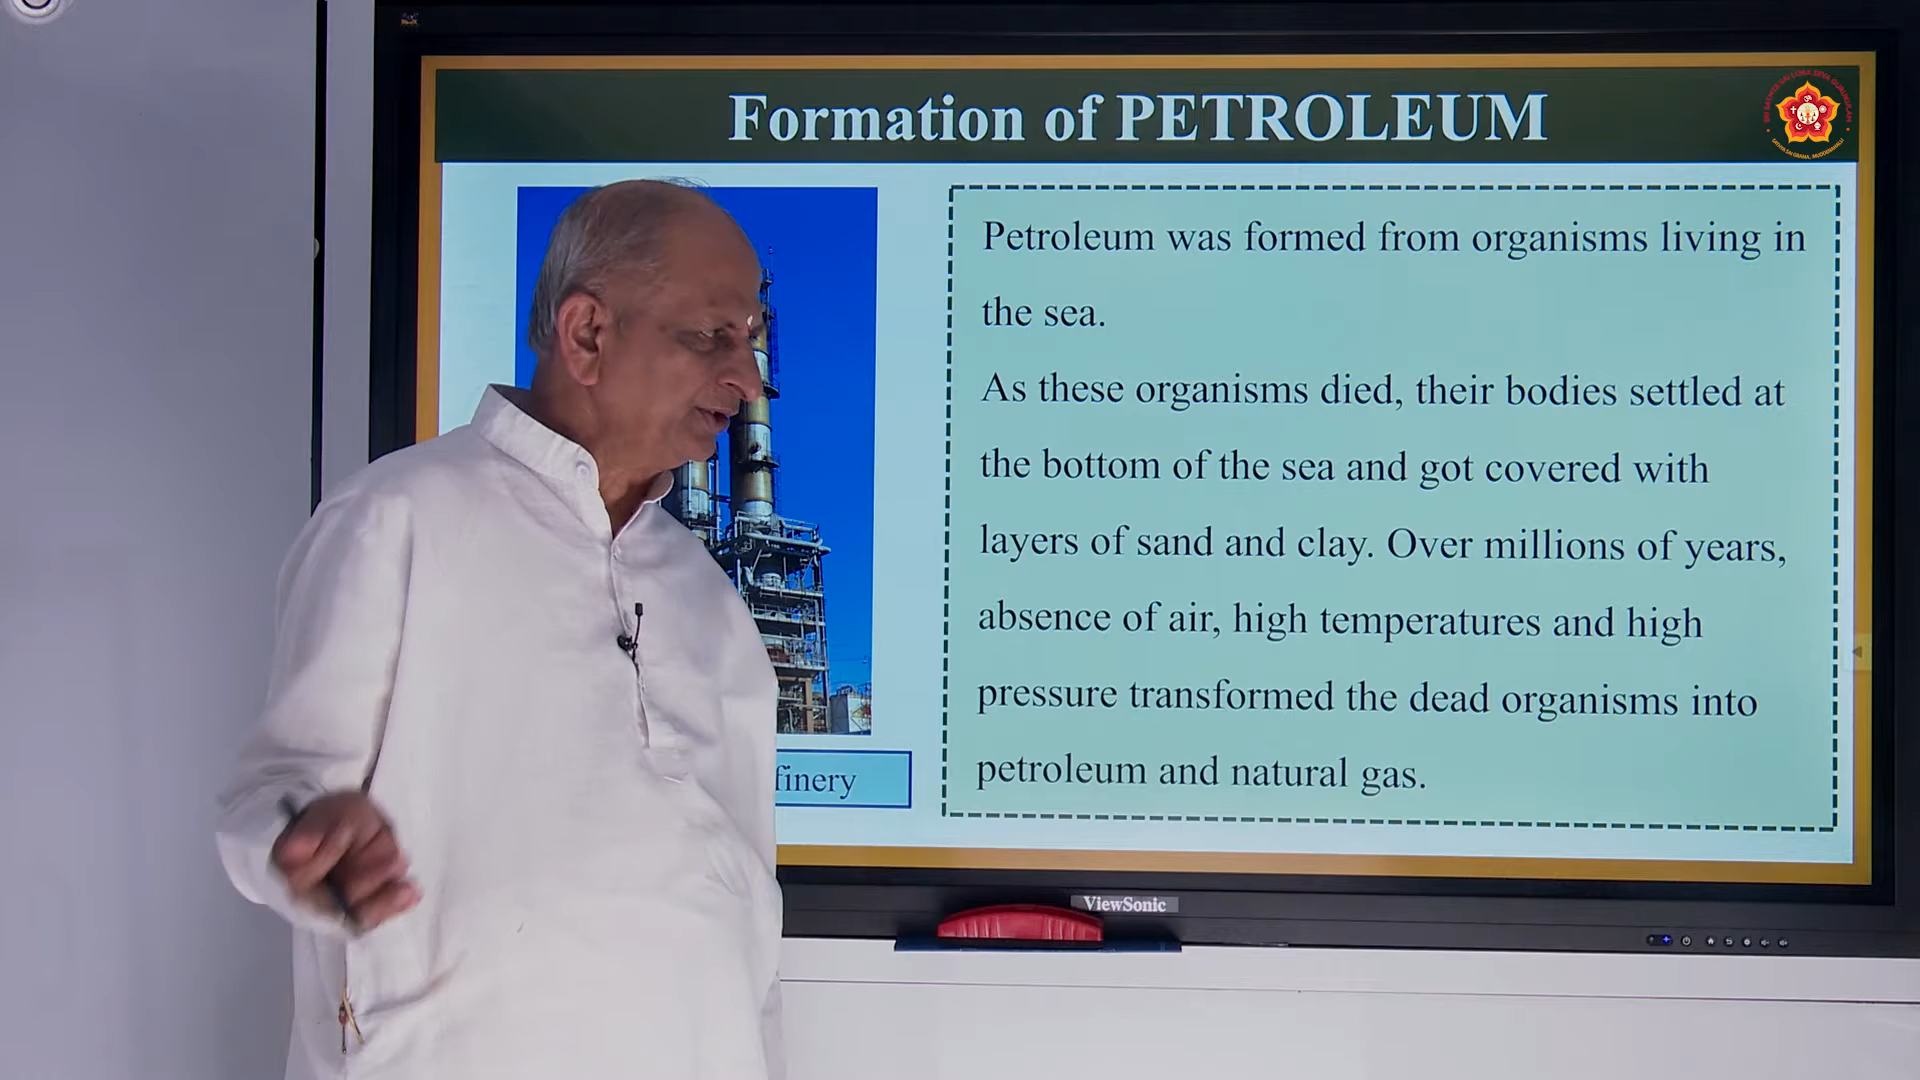 Formation of PETROLEUM
Petroleum was formed from organisms living in
the sea.
As these organisms died, their bodies settled at
the bottom of the sea and got covered with
layers of sand and clay. Over millions of years,
absence of air, high temperatures and high
pressure transformed the dead organisms into
petroleum and natural gas.
finery
ViewSonic